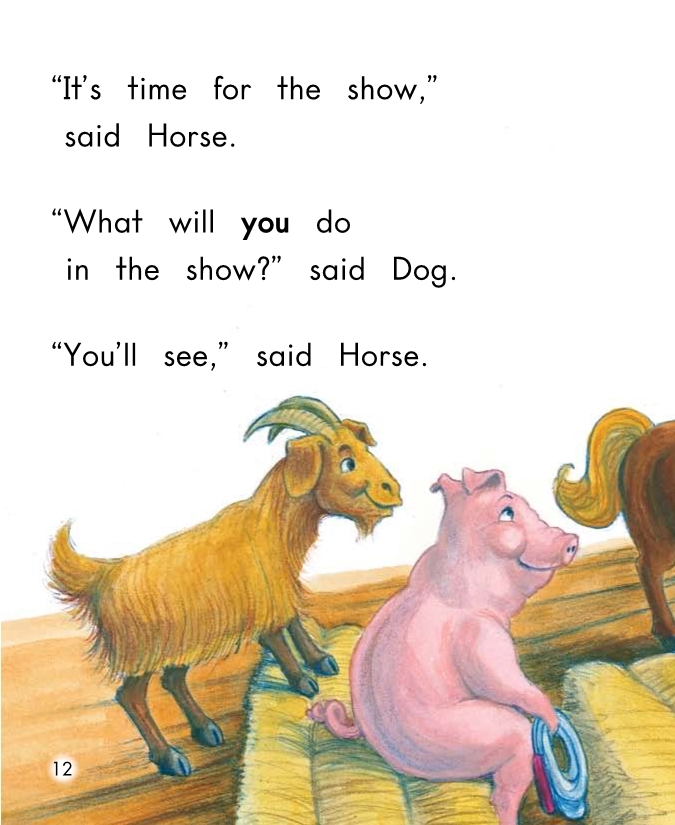 “It’s time for the show,”
said Horse.
“What will you do
in the show?” said Dog.
“You’ll see,” said Horse.
12